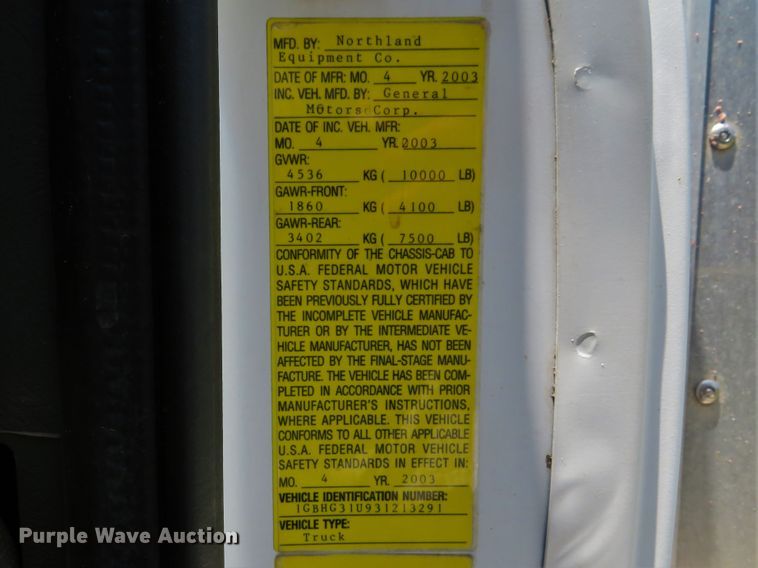 MFD. BY: Northland
Equipment Co.
DATE OF MFR: MO. 4 YR. 2003
INC. VEH. MFD. BY: General
Motors Corp.
DATE OF INC. VEH. MFR:
MO. 4 YR. 2003
GVWR:
4536 KG ( 10000 LB)
GAWR-FRONT:
1860 KG ( 4100 LB)
GAWR-REAR:
3402 KG ( 7500 LB)
CONFORMITY OF THE CHASSIS-CAB TO
U.S.A. FEDERAL MOTOR VEHICLE
SAFETY STANDARDS, WHICH HAVE
BEEN PREVIOUSLY FULLY CERTIFIED BY
THE INCOMPLETE VEHICLE MANUFAC-
TURER OR BY THE INTERMEDIATE VE-
HICLE MANUFACTURER, HAS NOT BEEN
AFFECTED BY THE FINAL-STAGE MANU-
FACTURE. THE VEHICLE HAS BEEN COM-
PLETED IN ACCORDANCE WITH PRIOR
MANUFACTURER'S INSTRUCTIONS,
WHERE APPLICABLE. THIS VEHICLE
CONFORMS TO ALL OTHER APPLICABLE
U.S.A. FEDERAL MOTOR VEHICLE
SAFETY STANDARDS IN EFFECT IN:
MO. 4 YR. 2003
VEHICLE IDENTIFICATION NUMBER:
1GBHG31U931213291
VEHICLE TYPE:
Truck
Purple Wave Auction